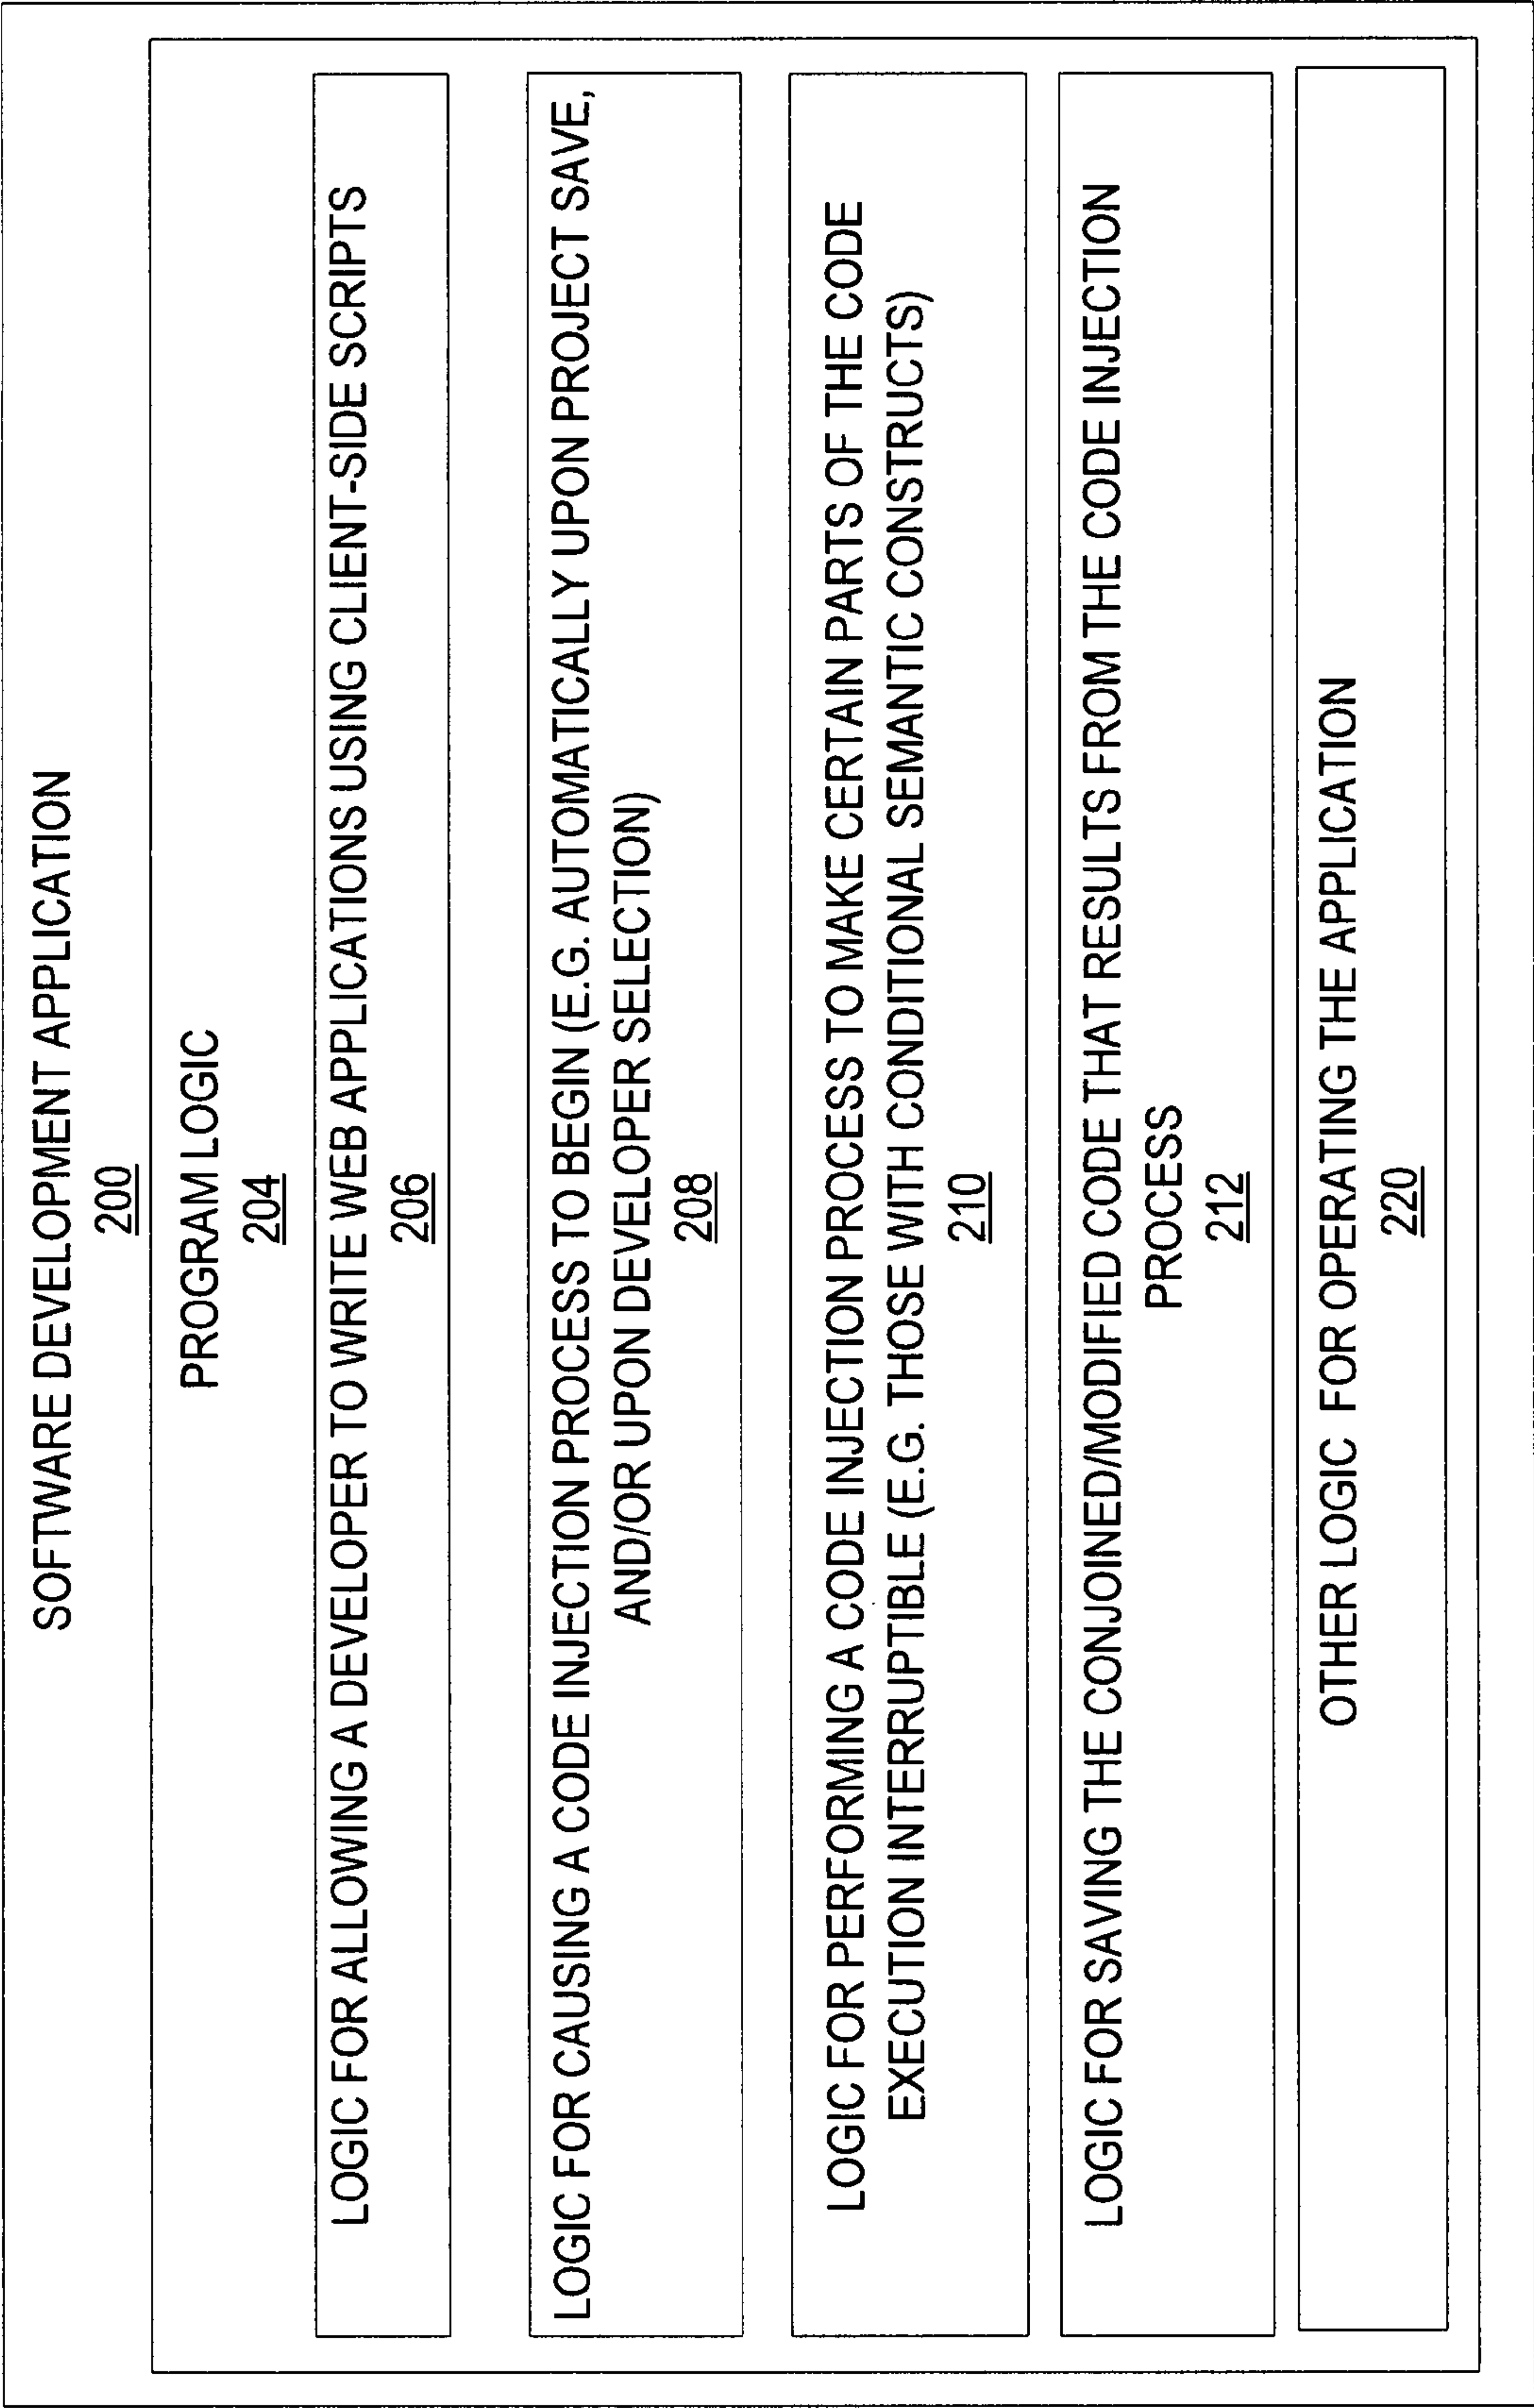 SOFTWARE DEVELOPMENT APPLICATION
200
PROGRAM LOGIC
204
LOGIC FOR ALLOWING A DEVELOPER TO WRITE WEB APPLICATIONS USING CLIENT-SIDE SCRIPTS
206
LOGIC FOR CAUSING A CODE INJECTION PROCESS TO BEGIN (E.G. AUTOMATICALLY UPON PROJECT SAVE,
AND/OR UPON DEVELOPER SELECTION)
208
LOGIC FOR PERFORMING A CODE INJECTION PROCESS TO MAKE CERTAIN PARTS OF THE CODE
EXECUTION INTERRUPTIBLE (E.G. THOSE WITH CONDITIONAL SEMANTIC CONSTRUCTS)
210
LOGIC FOR SAVING THE CONJOINED/MODIFIED CODE THAT RESULTS FROM THE CODE INJECTION
PROCESS
212
OTHER LOGIC FOR OPERATING THE APPLICATION
220